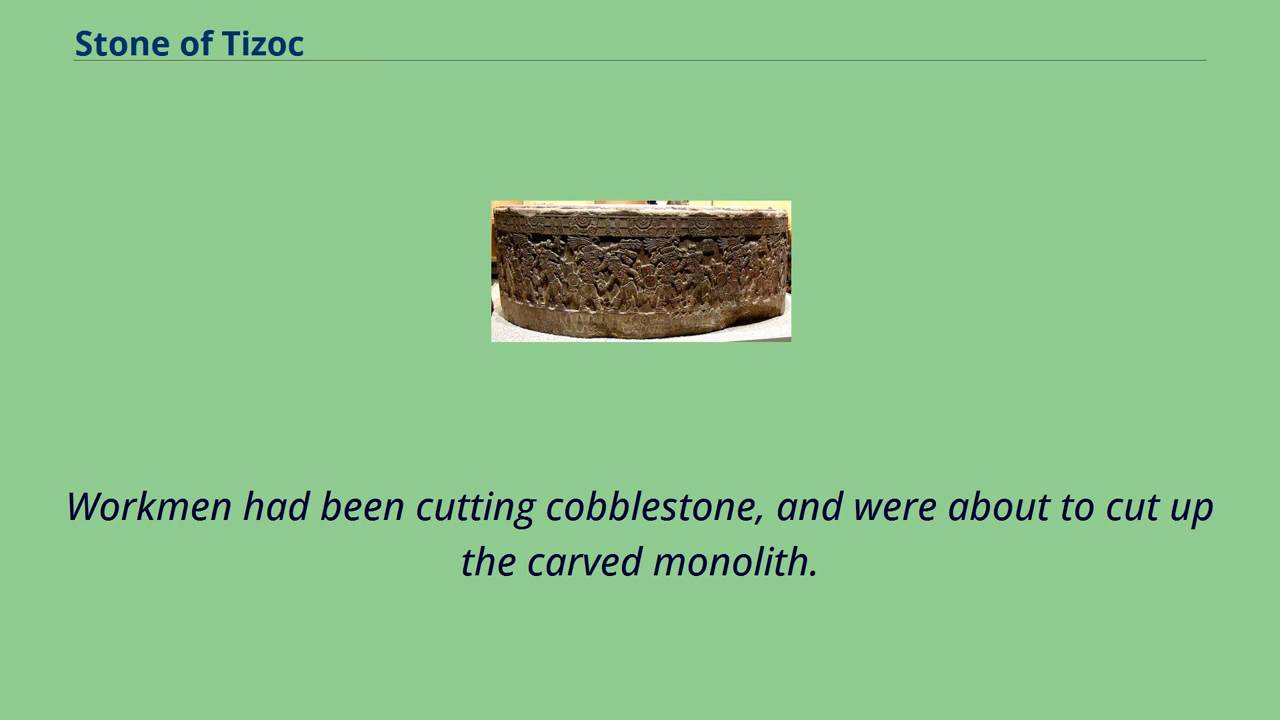 Stone of Tizoc
Workmen had been cutting cobblestone, and were about to cut up
the carved monolith.